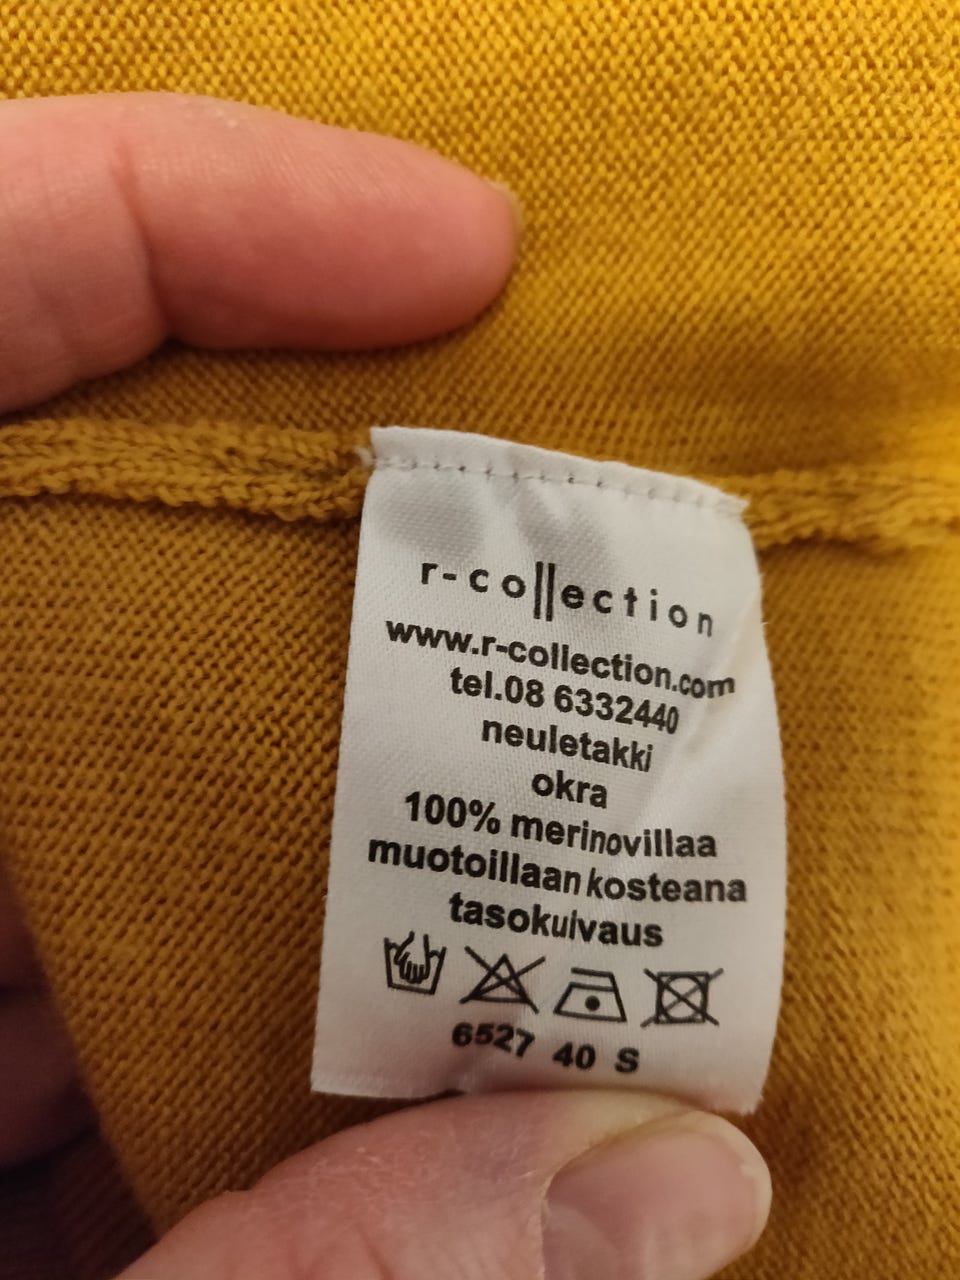 r-collection
www.r-collection.com
tel.08 6332440
neuletakki
okra
100% merinovillaa
muotoillaan kosteana
tasokuivaus
6527 40 S